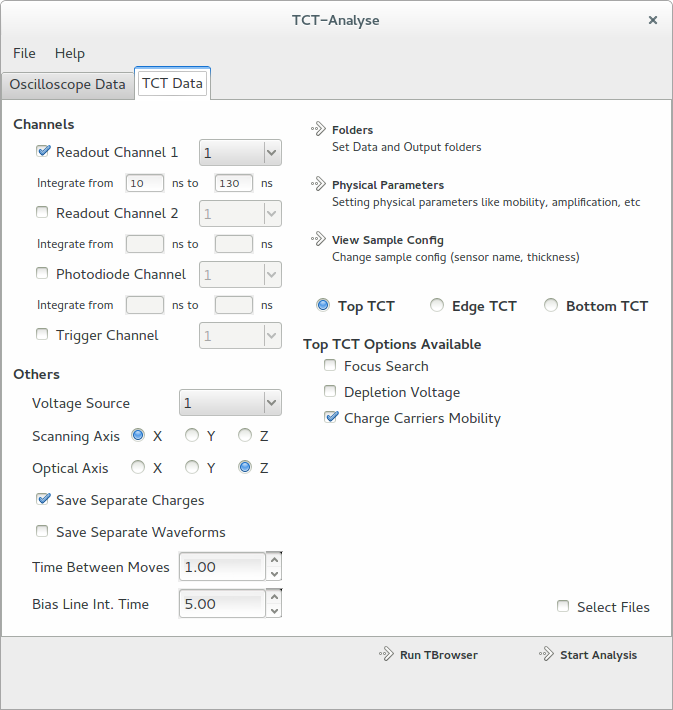 TCT-Analyse ×
File Help
Oscilloscope Data TCT Data
Channels
Readout Channel 1 1
Integrate from 10 ns to 130 ns
Readout Channel 2 1
Integrate from ns to ns
Photodiode Channel 1
Integrate from ns to ns
Trigger Channel 1
Others
Voltage Source 1
Scanning Axis X Y Z
Optical Axis X Y Z
Save Separate Charges
Save Separate Waveforms
Time Between Moves 1.00
Bias Line Int. Time 5.00
Folders
Set Data and Output folders
Physical Parameters
Setting physical parameters like mobility, amplification, etc
View Sample Config
Change sample config (sensor name, thickness)
Top TCT Edge TCT Bottom TCT
Top TCT Options Available
Focus Search
Depletion Voltage
Charge Carriers Mobility
Select Files
Run TBrowser Start Analysis